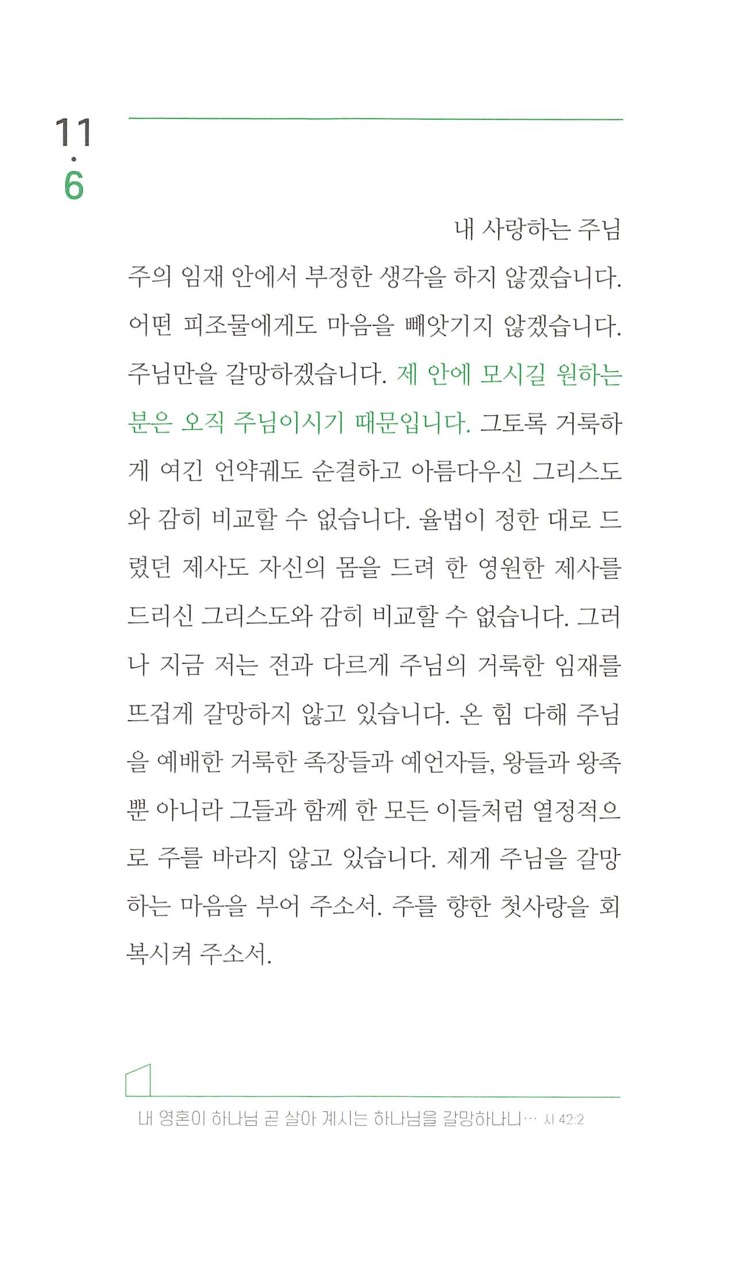 11
·
6
내 사랑하는 주님
주의 임재 안에서 부정한 생각을 하지 않겠습니다.
어떤 피조물에게도 마음을 빼앗기지 않겠습니다.
주님만을 갈망하겠습니다. 제 안에 모시길 원하는
분은 오직 주님이시기 때문입니다. 그토록 거룩하
게 여긴 언약궤도 순결하고 아름다우신 그리스도
와 감히 비교할 수 없습니다. 율법이 정한 대로 드
렸던 제사도 자신의 몸을 드려 한 영원한 제사를
드리신 그리스도와 감히 비교할 수 없습니다. 그러
나 지금 저는 전과 다르게 주님의 거룩한 임재를
뜨겁게 갈망하지 않고 있습니다. 온 힘 다해 주님
을 예배한 거룩한 족장들과 예언자들, 왕들과 왕족
뿐 아니라 그들과 함께 한 모든 이들처럼 열정적으
로 주를 바라지 않고 있습니다. 제게 주님을 갈망
하는 마음을 부어 주소서. 주를 향한 첫사랑을 회
복시켜 주소서.
내 영혼이 하나님 곧 살아 계시는 하나님을 갈망하나니… 시 42:2